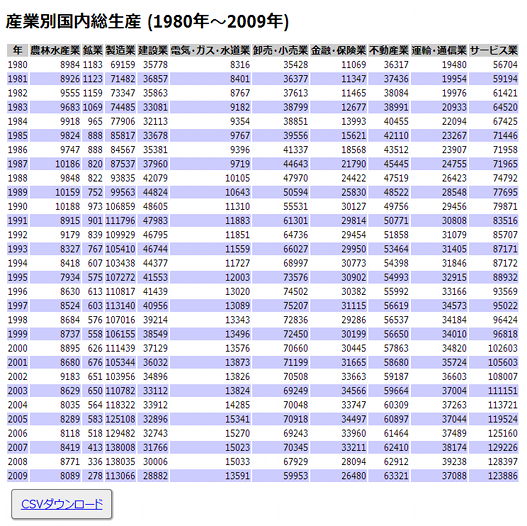 産業別国内総生産 (1980年～2009年)
年 農林水産業 鉱業 製造業 建設業 電気・ガス・水道業 卸売・小売業 金融・保険業 不動産業 運輸・通信業 サービス業
1980 8984 1183 69159 35778 8316 35428 11069 36317 19480 56704
1981 8926 1123 71482 36857 8401 36377 11347 37436 19954 59194
1982 9555 1159 73347 35863 8767 37613 11465 38084 19976 61421
1983 9683 1069 74485 33081 9182 38799 12677 38991 20933 64520
1984 9918 965 77906 32113 9354 38851 13993 40455 22094 67425
1985 9824 888 85817 33678 9767 39556 15621 42110 23267 71446
1986 9747 888 84567 35381 9396 41337 18568 43512 23907 71958
1987 10186 820 87537 37960 9719 44643 21790 45445 24755 71965
1988 9848 822 93835 42079 10105 47970 24422 47519 26423 74792
1989 10159 752 99563 44824 10643 50594 25830 48522 28548 77695
1990 10188 973 106859 48605 11310 55531 30127 49756 29456 79871
1991 8915 901 111796 47983 11883 61301 29814 50771 30808 83516
1992 9179 839 109929 46795 11851 64736 29454 51858 31079 85707
1993 8327 767 105410 46744 11559 66027 29950 53464 31405 87171
1994 8418 607 103438 44377 11727 68997 30773 54398 31846 87172
1995 7934 575 107272 41553 12003 73576 30902 54993 32915 88932
1996 8630 613 110817 41439 13020 74502 30382 55992 33166 93569
1997 8524 603 113140 40956 13089 75207 31115 56619 34573 95022
1998 8684 576 107016 39214 13343 72836 29286 56537 34184 96424
1999 8737 558 106155 38549 13496 72450 30199 56650 34010 96818
2000 8895 626 111439 37129 13576 70660 30445 57863 34820 102603
2001 8680 676 105344 36032 13873 71199 31665 58680 35724 105603
2002 9183 651 103956 34896 13826 70508 33663 59187 36603 108007
2003 8629 650 110782 33112 13824 69249 34566 59664 37004 111151
2004 8035 564 118322 33912 14285 70048 33747 60309 37263 113721
2005 8289 583 125108 32896 15341 70918 34497 60897 37044 119524
2006 8118 518 129482 32743 15270 69243 33960 61464 37489 125160
2007 8419 413 138008 31766 15023 70345 33211 62410 38174 129226
2008 8771 336 138035 30006 15033 67929 28094 62912 39238 128397
2009 8089 278 113066 28882 13591 59953 26480 63321 37088 123886
CSVダウンロード